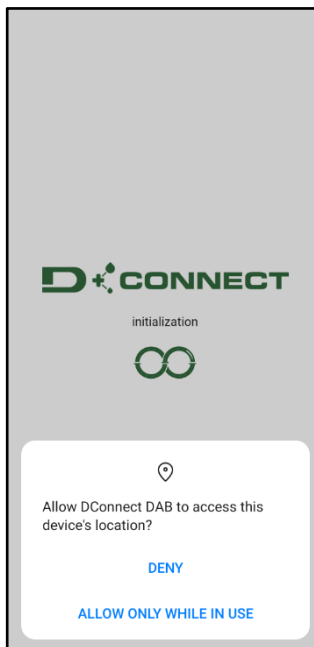 D+CONNECT
initialization
Allow DConnect DAB to access this
device's location?
DENY
ALLOW ONLY WHILE IN USE